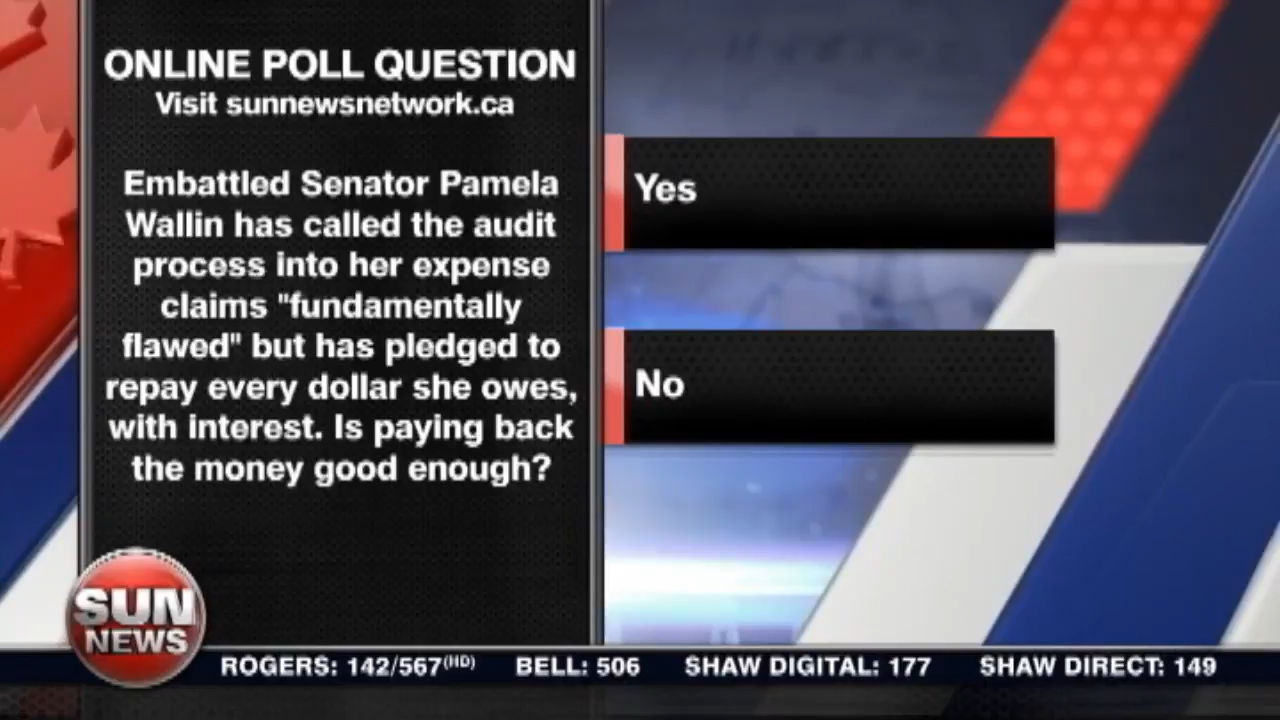 ONLINE POLL QUESTION
Visit sunnewsnetwork.ca
Embattled Senator Pamela
Wallin has called the audit
process into her expense
claims "fundamentally
flawed" but has pledged to
repay every dollar she owes,
with interest. Is paying back
the money good enough?
Yes
No
SUN
NEWS
ROGERS: 142/567(HD) BELL: 506 SHAW DIGITAL: 177 SHAW DIRECT: 149